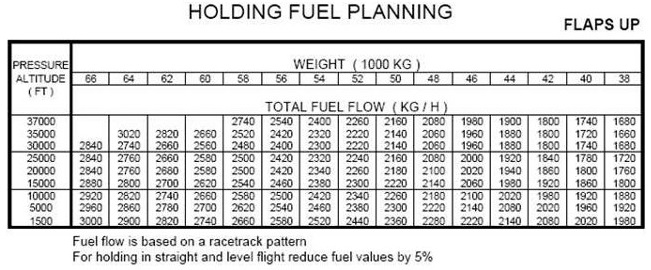 HOLDING FUEL PLANNING
FLAPS UP
PRESSURE ALTITUDE ( FT ) WEIGHT ( 1000 KG )
66 64 62 60 58 56 54 52 50 48 46 44 42 40 38
TOTAL FUEL FLOW ( KG / H )
37000 2740 2540 2400 2260 2160 2080 1980 1900 1800 1740 1680
35000 3020 2820 2660 2520 2420 2320 2220 2140 2060 1960 1880 1800 1720 1660
30000 2840 2740 2660 2560 2480 2400 2300 2220 2140 2060 1960 1880 1800 1740 1680
25000 2840 2760 2660 2580 2500 2420 2320 2240 2160 2080 2000 1920 1840 1780 1720
20000 2840 2760 2680 2580 2500 2420 2340 2260 2180 2100 2020 1940 1860 1800 1760
15000 2880 2800 2700 2620 2540 2460 2380 2300 2220 2140 2060 1980 1920 1860 1800
10000 2920 2820 2740 2660 2580 2500 2420 2340 2260 2180 2100 2020 1980 1920 1880
5000 2960 2860 2780 2700 2620 2540 2460 2380 2300 2220 2140 2080 2020 1960 1920
1500 3000 2900 2820 2740 2660 2580 2520 2440 2360 2280 2220 2140 2080 2020 1980
Fuel flow is based on a racetrack pattern
For holding in straight and level flight reduce fuel values by 5%